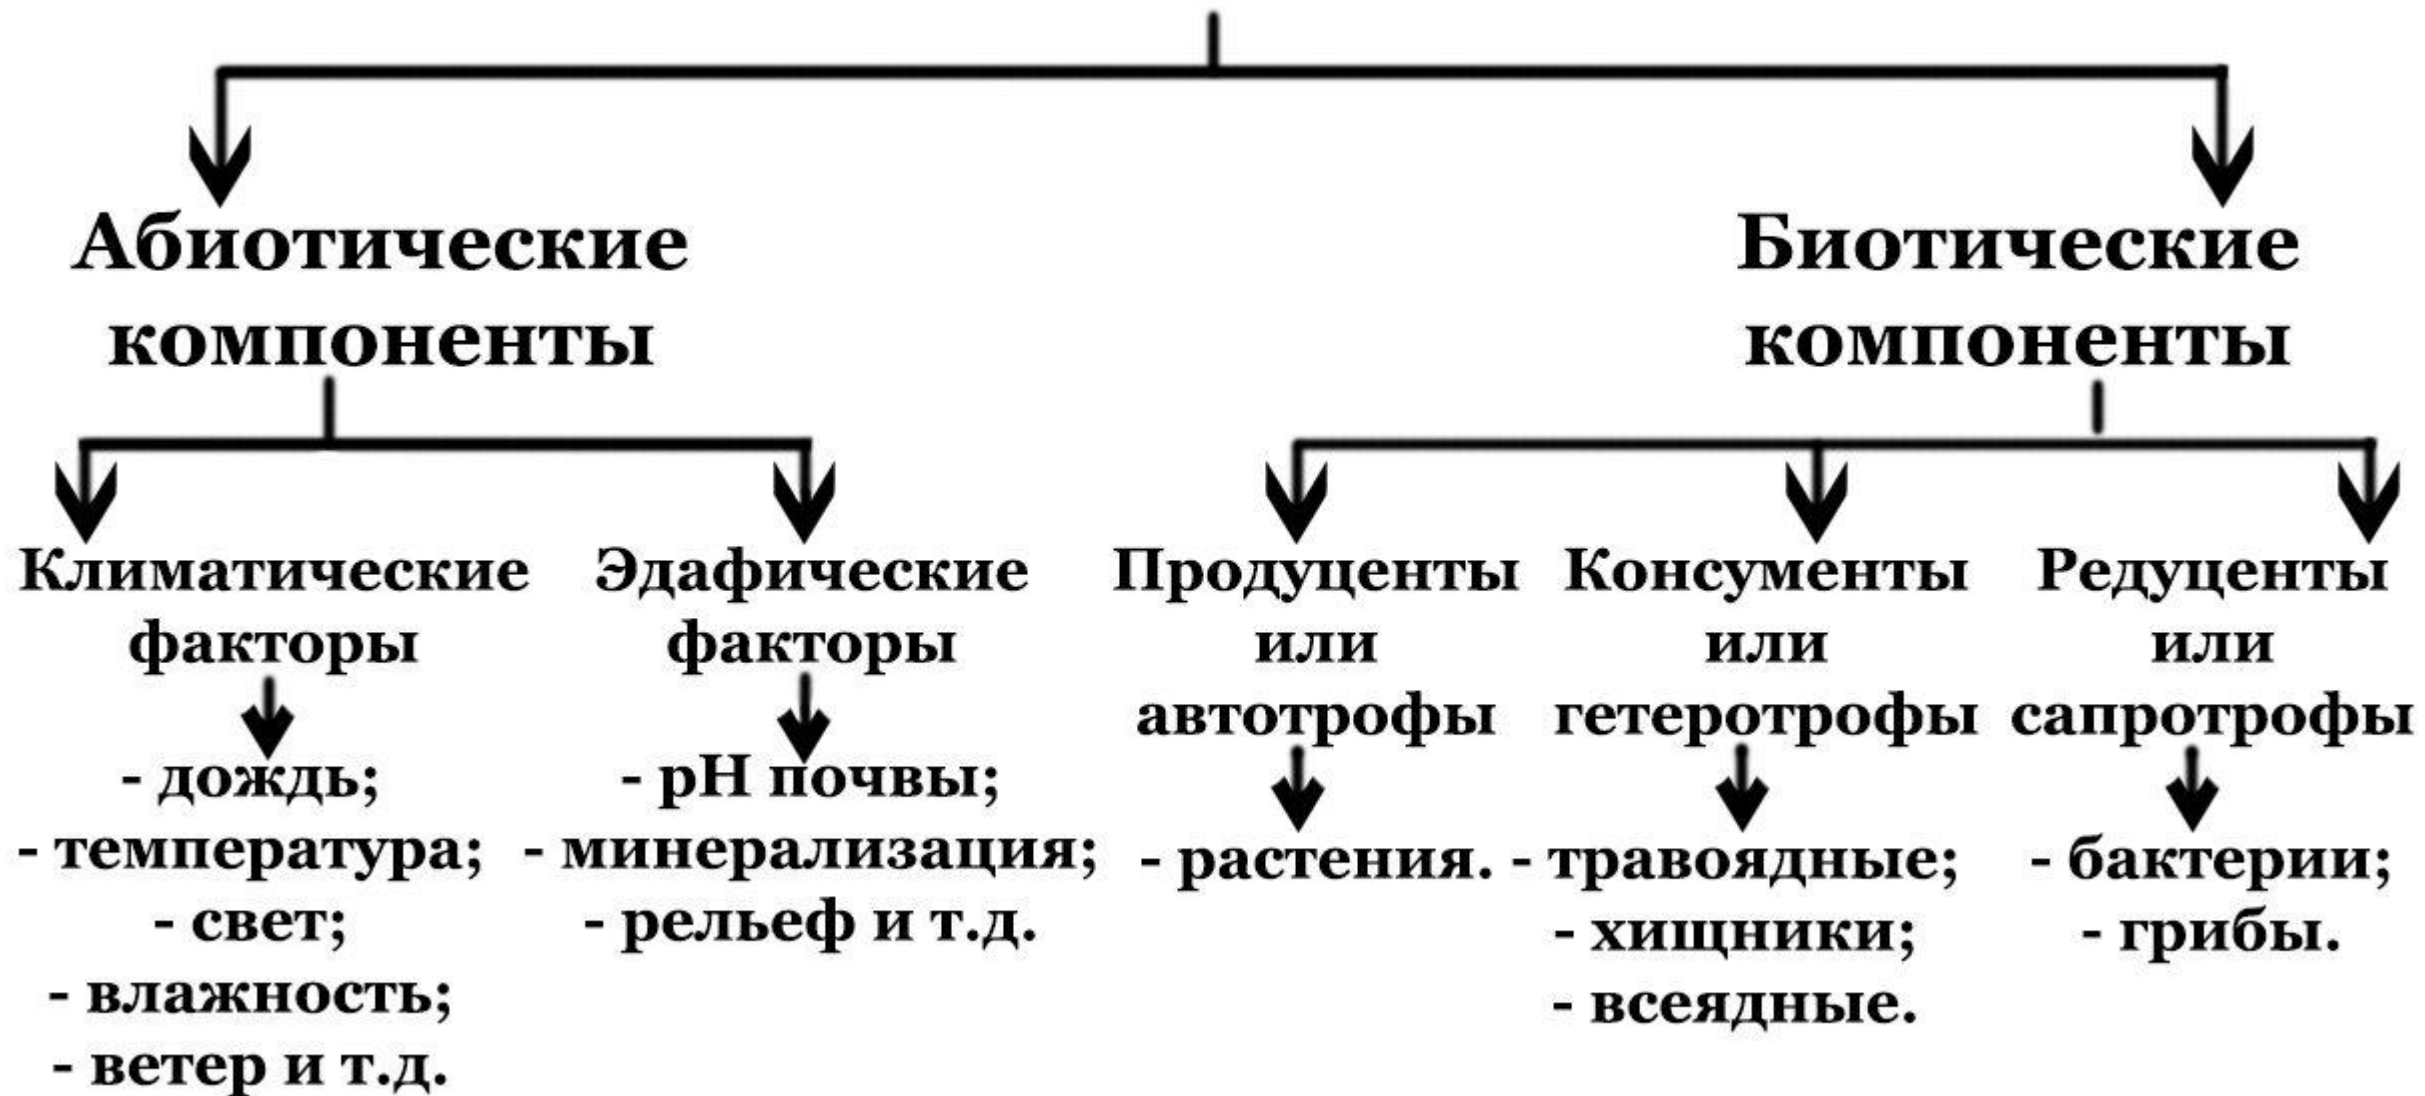 Абиотические
компоненты
Биотические
компоненты
Климатические
факторы
- дождь;
- температура;
- свет;
- влажность;
- ветер и т.д.
Эдафические
факторы
- рН почвы;
- минерализация;
- рельеф и т.д.
Продуценты
или
автотрофы
- растения.
Консументы
или
гетеротрофы
- травоядные;
- хищники;
- всеядные.
Редуценты
или
сапротрофы
- бактерии;
- грибы.